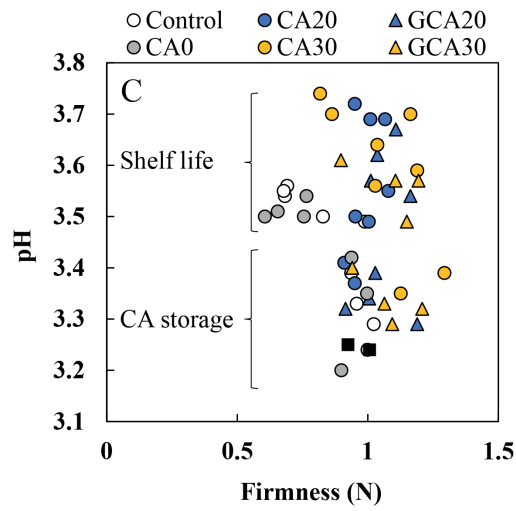 Control CA20 GCA20
CA0 CA30 GCA30
3.8
C
3.7
Shelf life
3.6
3.5
pH
3.4
CA storage
3.3
3.2
3.1
0 0.5 1 1.5
Firmness (N)